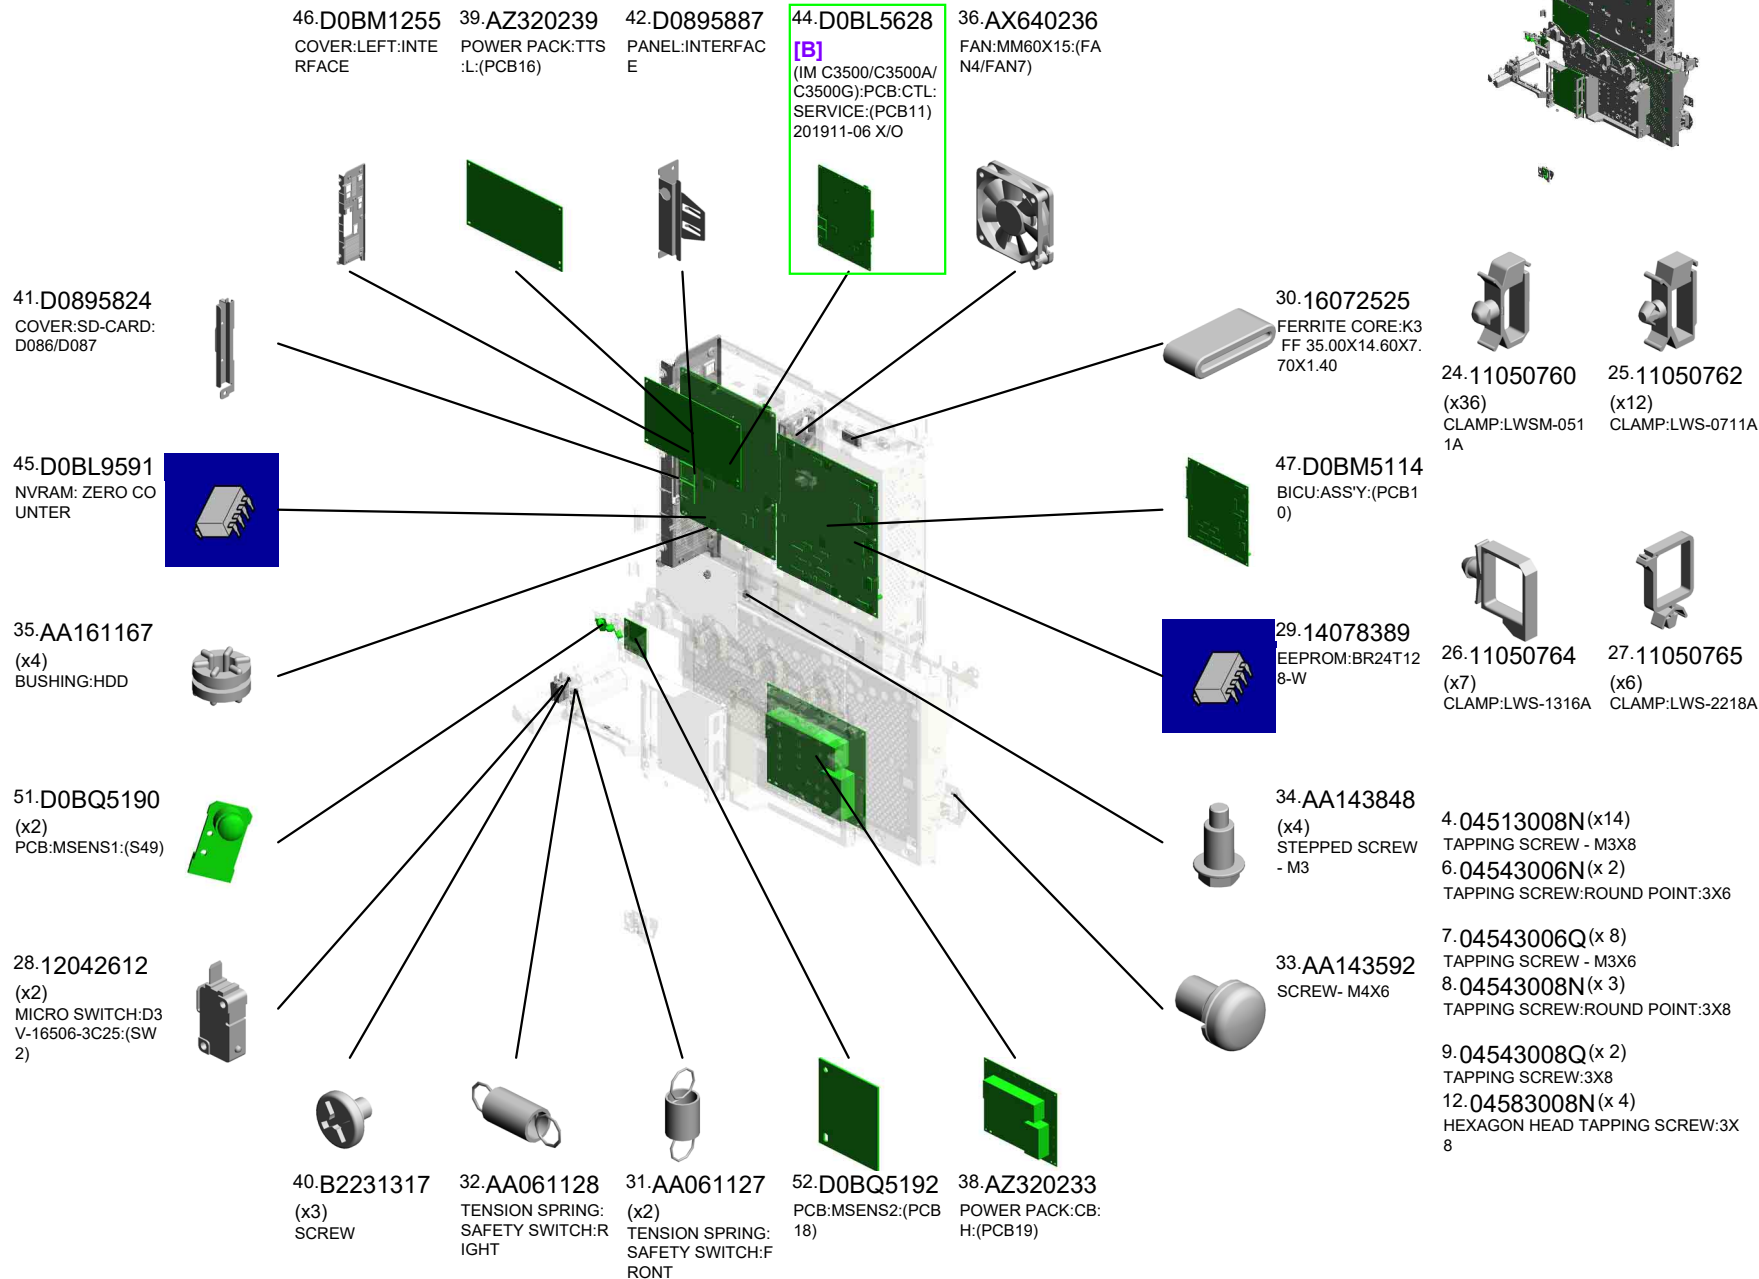 46.D0BM1255
COVER:LEFT:INTE
RFACE
39.AZ320239
POWER PACK:TTS
:L:(PCB16)
42.D0895887
PANEL:INTERFAC
E
44.D0BL5628
[B]
(IM C3500/C3500A/
C3500G):PCB:CTL:
SERVICE:(PCB11)
201911-06 X/O
36.AX640236
FAN:MM60X15:(FA
N4/FAN7)
41.D0895824
COVER:SD-CARD:
D086/D087
30.16072525
FERRITE CORE:K3
FF 35.00X14.60X7.
70X1.40
24.11050760
(x36)
CLAMP:LWSM-051
1A
25.11050762
(x12)
CLAMP:LWS-0711A
45.D0BL9591
NVRAM: ZERO CO
UNTER
47.D0BM5114
BICU:ASS'Y:(PCB1
0)
35.AA161167
(x4)
BUSHING:HDD
29.14078389
EEPROM:BR24T12
8-W
26.11050764
(x7)
CLAMP:LWS-1316A
27.11050765
(x6)
CLAMP:LWS-2218A
51.D0BQ5190
(x2)
PCB:MSENS1:(S49)
34.AA143848
(x4)
STEPPED SCREW
- M3
4.04513008N(x14)
TAPPING SCREW - M3X8
6.04543006N(x 2)
TAPPING SCREW:ROUND POINT:3X6
7.04543006Q(x 8)
TAPPING SCREW - M3X6
8.04543008N(x 3)
TAPPING SCREW:ROUND POINT:3X8
9.04543008Q(x 2)
TAPPING SCREW:3X8
12.04583008N(x 4)
HEXAGON HEAD TAPPING SCREW:3X
8
28.12042612
(x2)
MICRO SWITCH:D3
V-16506-3C25:(SW
2)
33.AA143592
SCREW- M4X6
40.B2231317
(x3)
SCREW
32.AA061128
TENSION SPRING:
SAFETY SWITCH:R
IGHT
31.AA061127
(x2)
TENSION SPRING:
SAFETY SWITCH:F
RONT
52.D0BQ5192
PCB:MSENS2:(PCB
18)
38.AZ320233
POWER PACK:CB:
H:(PCB19)